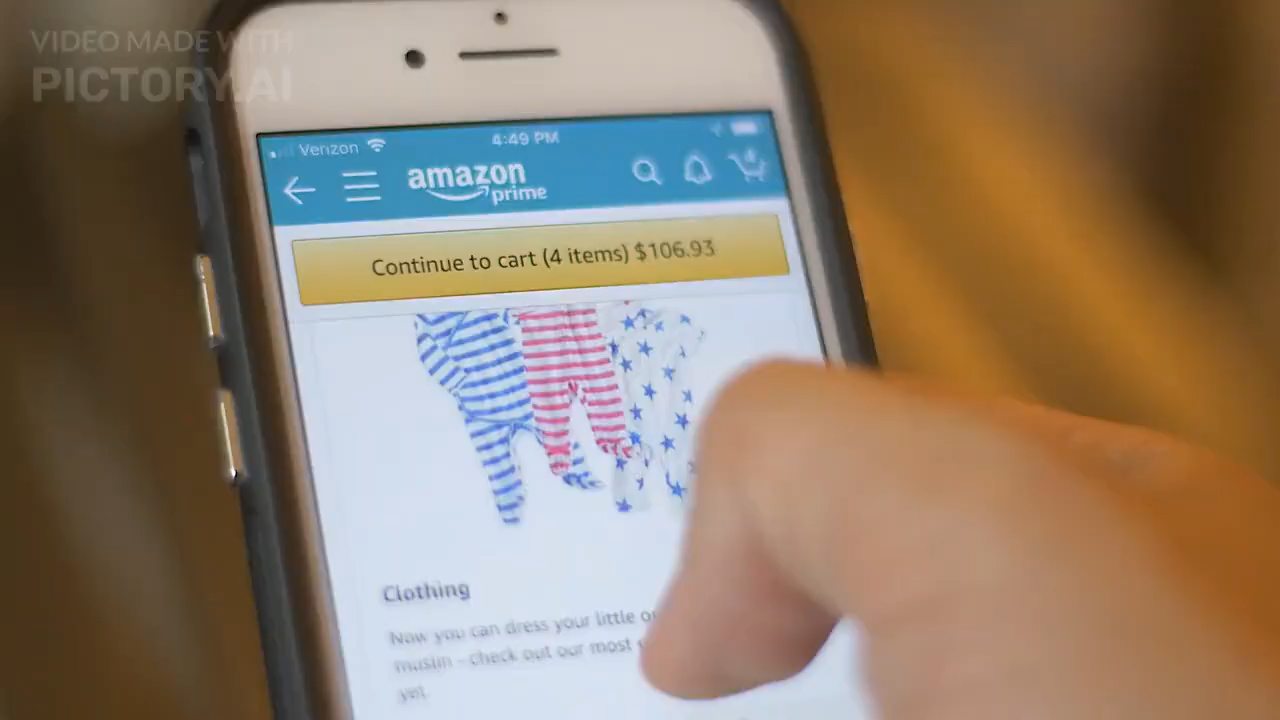 VIDEO MADE WITH
PICTORY.AI
Verizon 4:49 PM
amazon
prime
4
Continue to cart (4 items) $106.93
Clothing
Now you can dress your little
muslin - check out our most
yet.